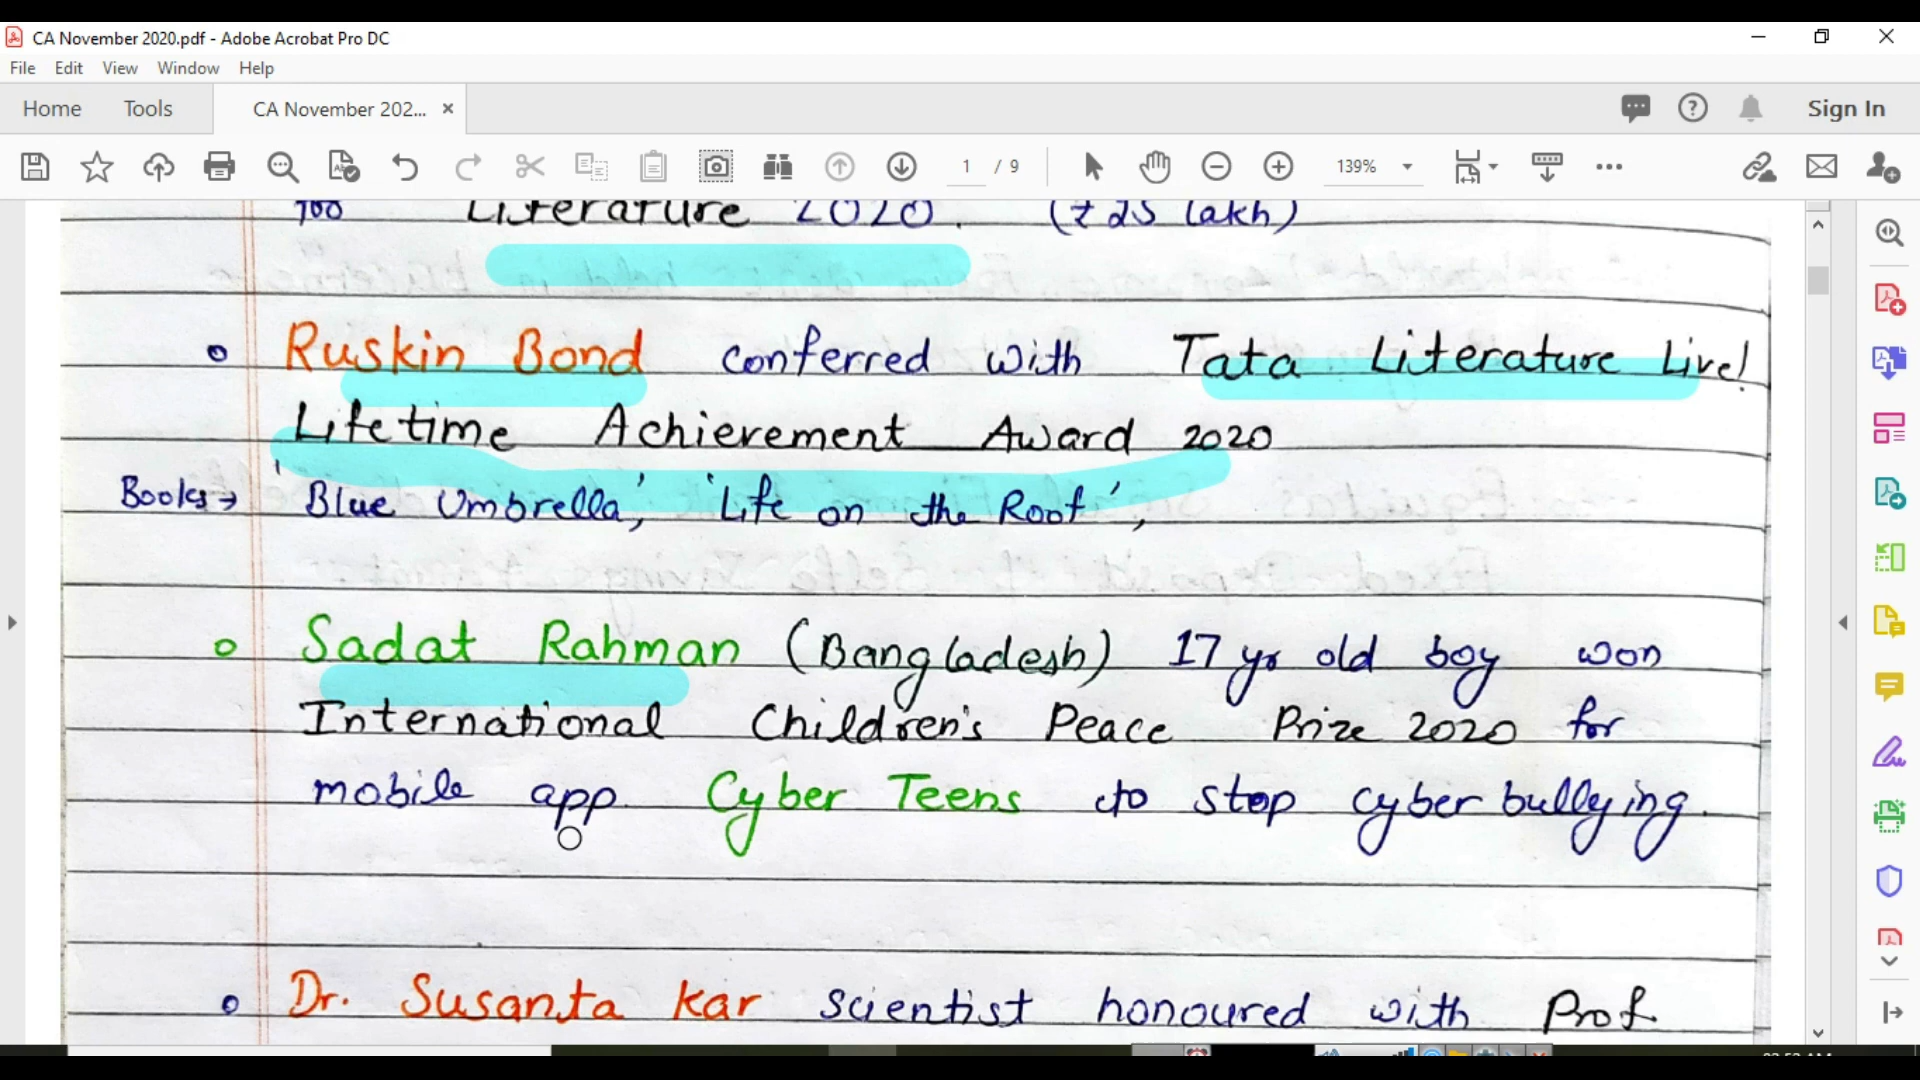 CA November 2020.pdf - Adobe Acrobat Pro DC
File Edit View Window Help
Home Tools CA November 202... × Sign In
1 / 9 139%
Literature 2020. (₹ 25 lakh)
Ruskin Bond conferred with Tata Literature Live!
Lifetime Achievement Award 2020
Books → 'Blue Umbrella', 'Life on the Roof',
Sadat Rahman (Bangladesh) 17 yr old boy won
International Children's Peace Prize 2020 for
mobile app Cyber Teens to stop cyber bullying.
Dr. Susanta Kar scientist honoured with Prof.